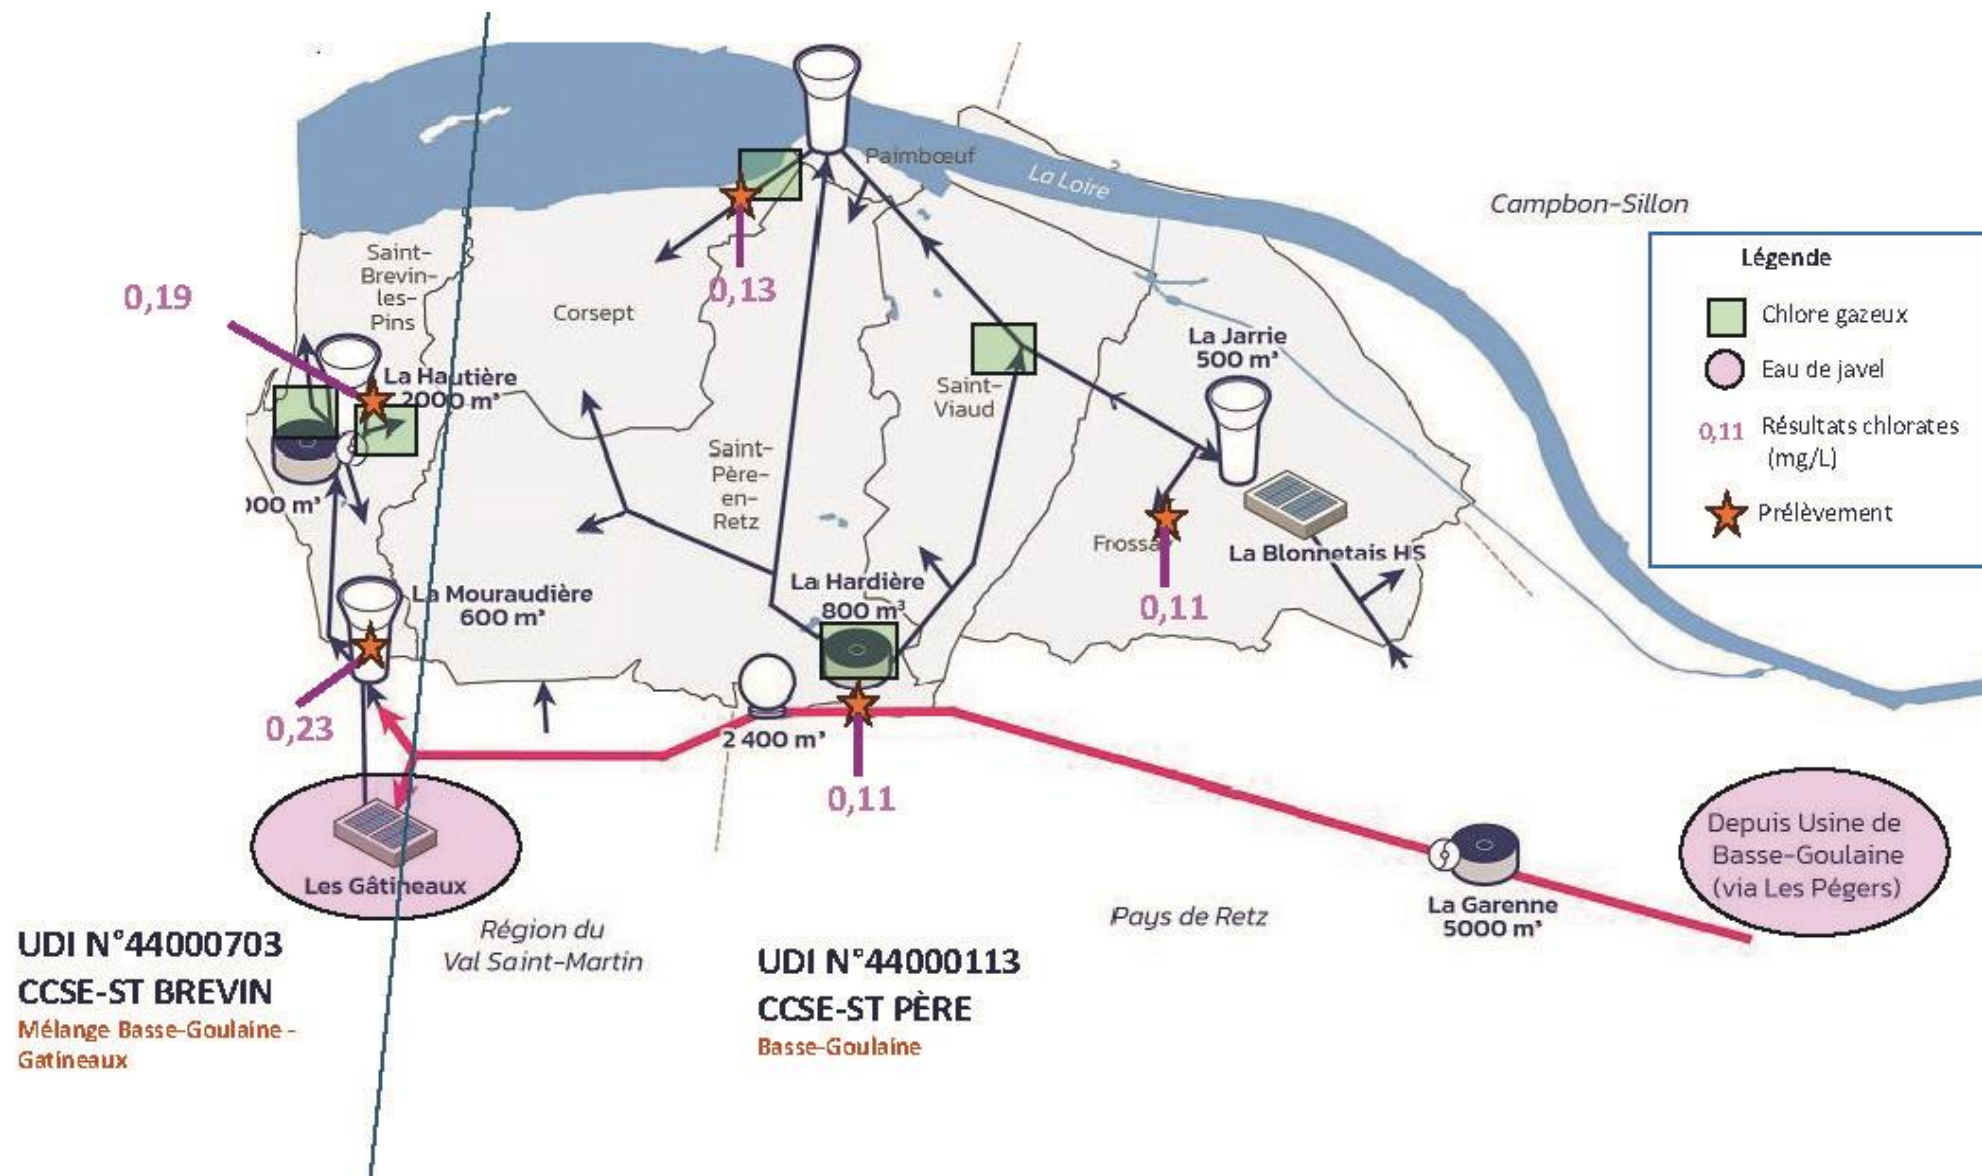 Paimbœuf
La Loire
Campbon-Sillon
Légende
Chlore gazeux
Eau de javel
0,11 Résultats chlorates
(mg/L)
Prélèvement
Saint-
Brevin-
les-
Pins
0,19
0,13
Corsept
La Jarrie
500 m³
La Hautière
2000 m³
Saint-
Viaud
Saint-
Père-
en-
Retz
000 m³
Frossa
La Blonnetais HS
La Mouraudière
600 m³
La Hardière
800 m³
0,11
0,23
2 400 m³
0,11
Depuis Usine de
Basse-Goulaine
(via Les Pégers)
Les Gâtineaux
La Garenne
5000 m³
Région du
Val Saint-Martin
Pays de Retz
UDI N°44000703
CCSE-ST BREVIN
Mélange Basse-Goulaine -
Gatineaux
UDI N°44000113
CCSE-ST PÈRE
Basse-Goulaine